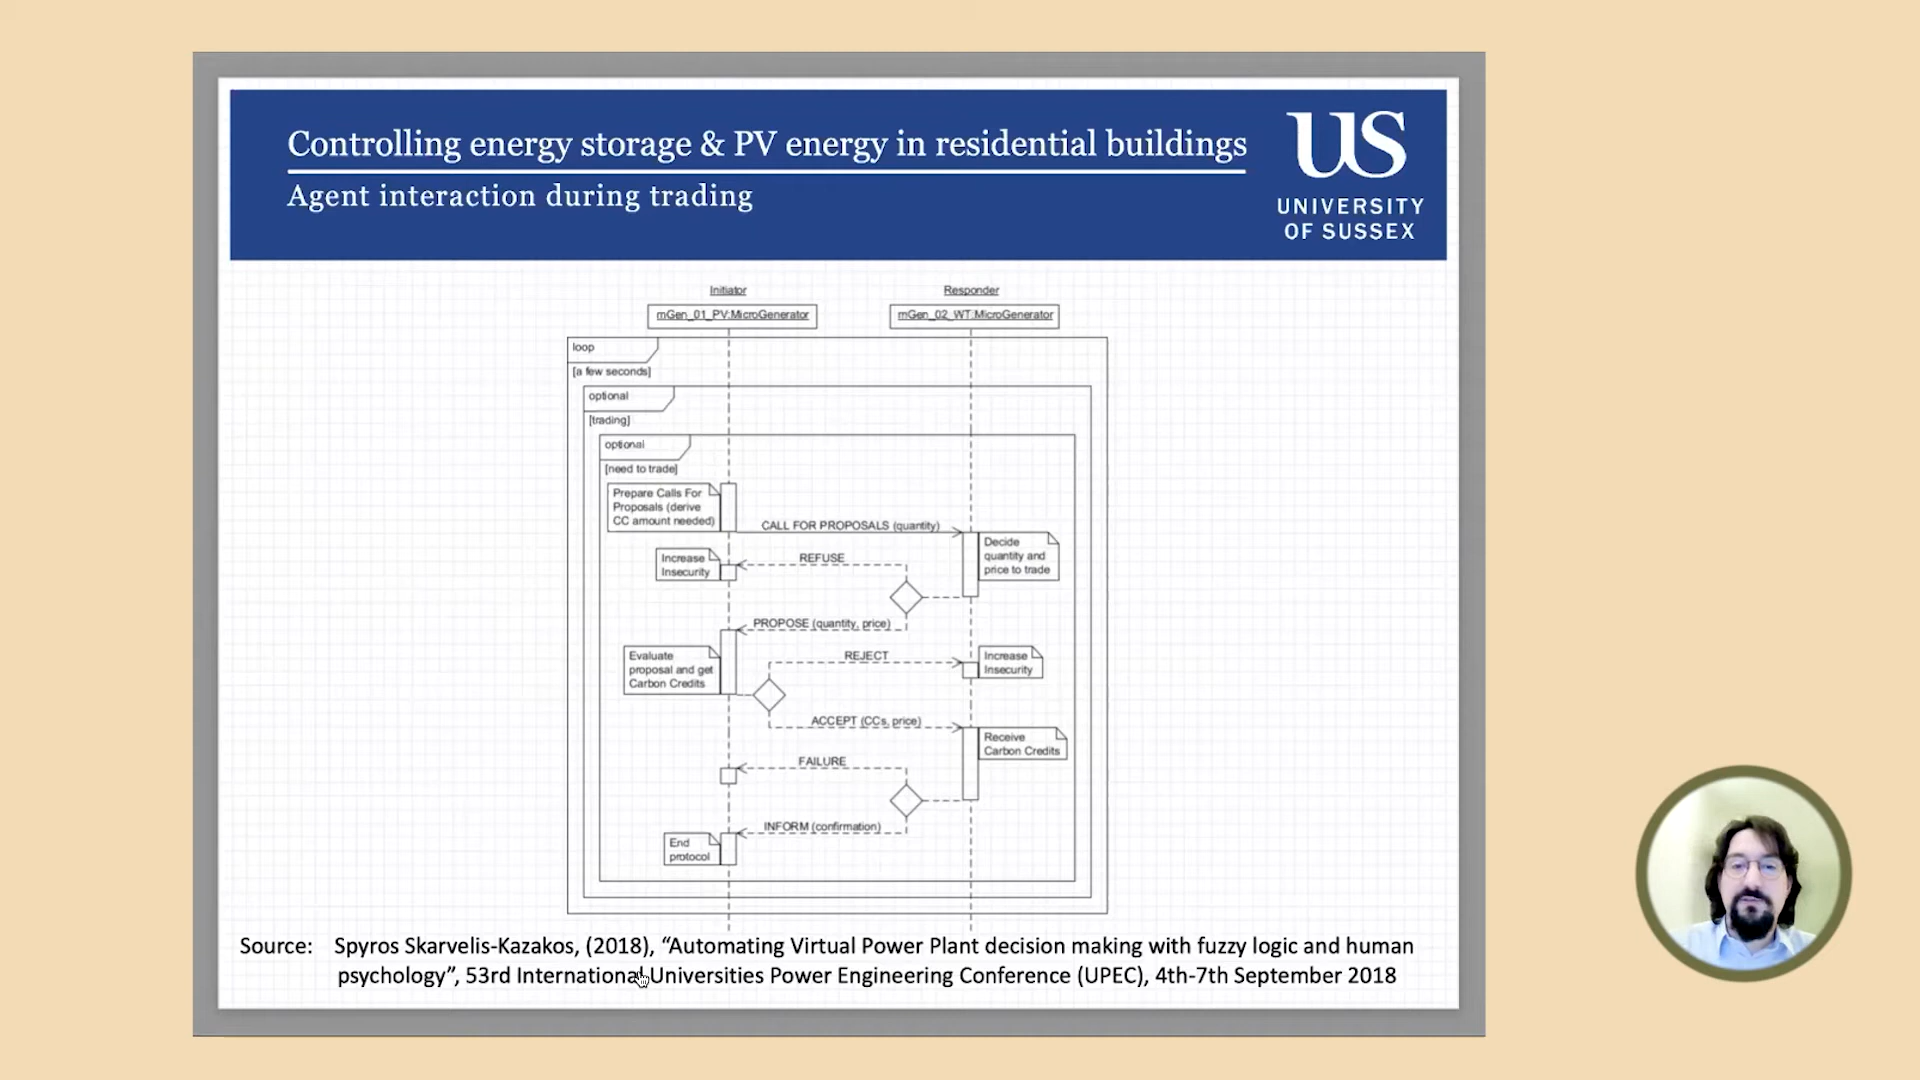 Controlling energy storage & PV energy in residential buildings
Agent interaction during trading
US
UNIVERSITY
OF SUSSEX
Initiator
Responder
mGen_01_PV:MicroGenerator
mGen_02_WT:MicroGenerator
loop
[a few seconds]
optional
[trading]
optional
[need to trade]
Prepare Calls For
Proposals (derive
CC amount needed)
CALL FOR PROPOSALS (quantity)
Decide
quantity and
price to trade
Increase
Insecurity
REFUSE
PROPOSE (quantity, price)
Evaluate
proposal and get
Carbon Credits
REJECT
Increase
Insecurity
ACCEPT (CCs, price)
Receive
Carbon Credits
FAILURE
INFORM (confirmation)
End
protocol
Source: Spyros Skarvelis-Kazakos, (2018), “Automating Virtual Power Plant decision making with fuzzy logic and human
psychology”, 53rd International Universities Power Engineering Conference (UPEC), 4th-7th September 2018